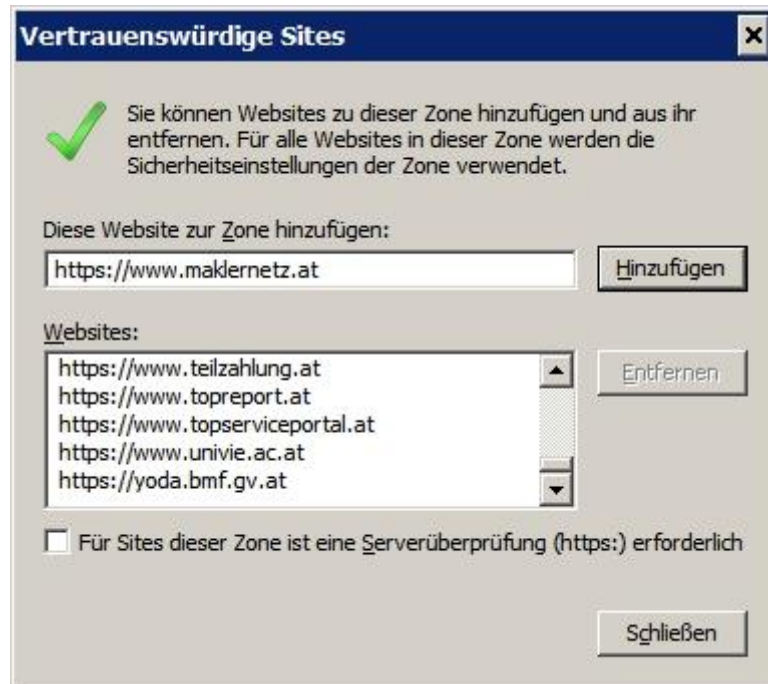 Vertrauenswürdige Sites
Sie können Websites zu dieser Zone hinzufügen und aus ihr
entfernen. Für alle Websites in dieser Zone werden die
Sicherheitseinstellungen der Zone verwendet.
Diese Website zur Zone hinzufügen:
https://www.maklernetz.at
Hinzufügen
Websites:
https://www.teilzahlung.at
https://www.topreport.at
https://www.topserviceportal.at
https://www.univie.ac.at
https://yoda.bmf.gv.at
Entfernen
Für Sites dieser Zone ist eine Serverüberprüfung (https:) erforderlich
Schließen